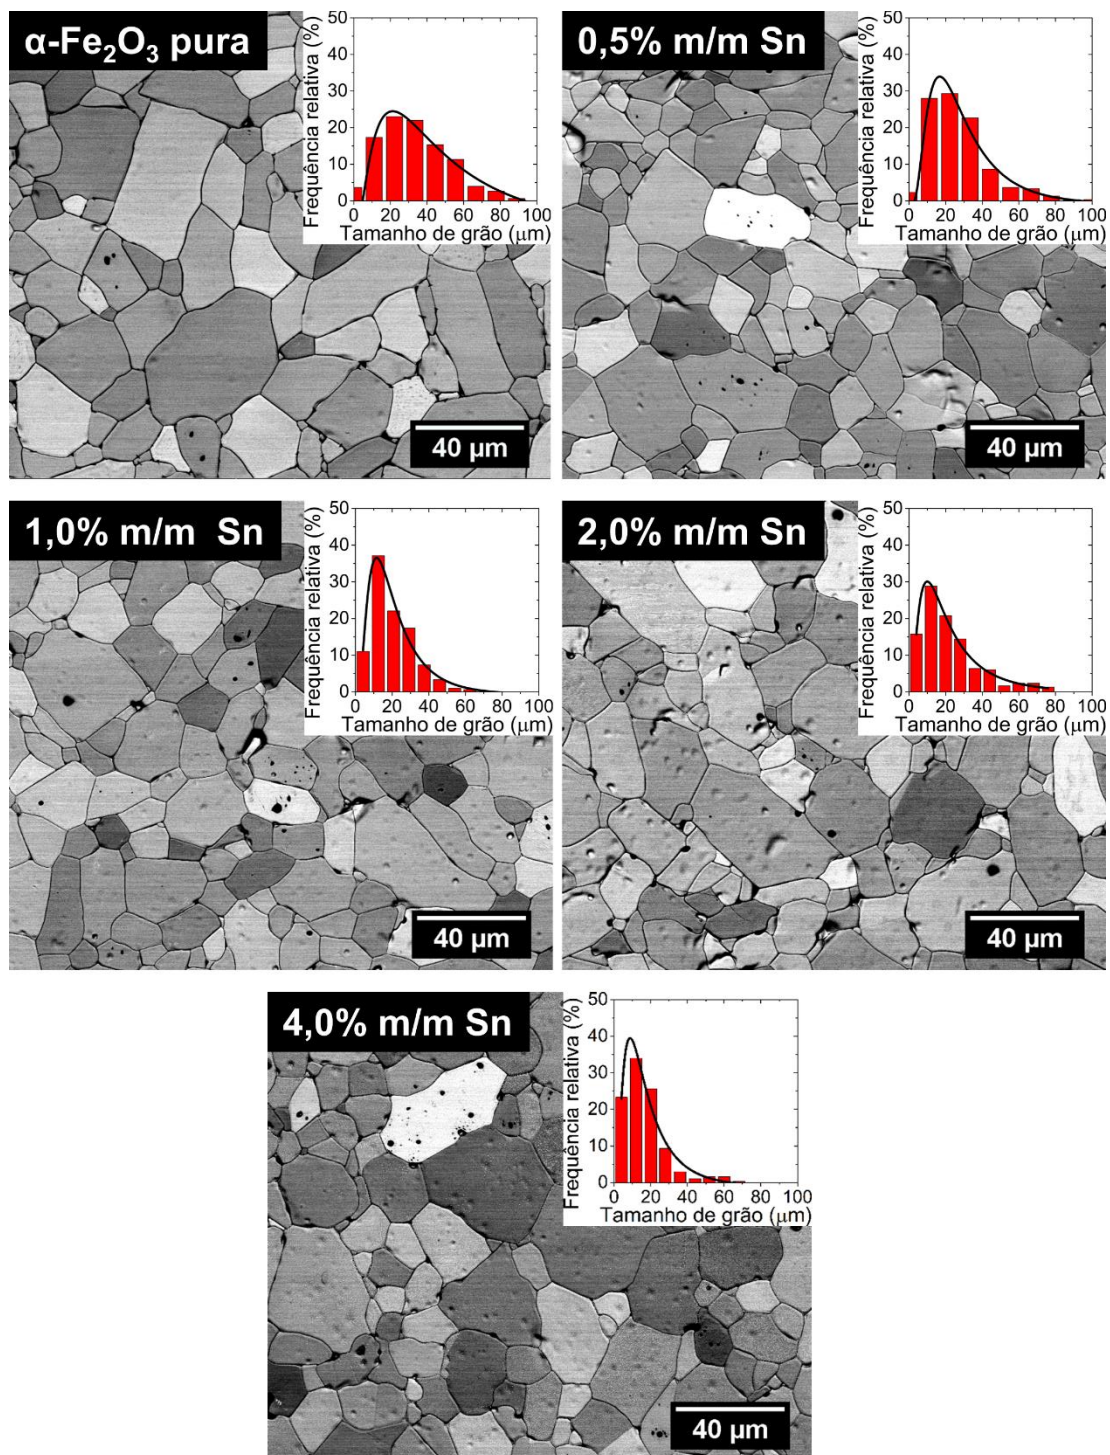 α-Fe₂O₃ pura
Frequência relativa (%)
50
40
30
20
10
0
0 20 40 60 80 100
Tamanho de grão (μm)
40 μm
0,5% m/m Sn
Frequência relativa (%)
50
40
30
20
10
0
0 20 40 60 80 100
Tamanho de grão (μm)
40 μm
1,0% m/m Sn
Frequência relativa (%)
50
40
30
20
10
0
0 20 40 60 80 100
Tamanho de grão (μm)
40 μm
2,0% m/m Sn
Frequência relativa (%)
50
40
30
20
10
0
0 20 40 60 80 100
Tamanho de grão (μm)
40 μm
4,0% m/m Sn
Frequência relativa (%)
50
40
30
20
10
0
0 20 40 60 80 100
Tamanho de grão (μm)
40 μm